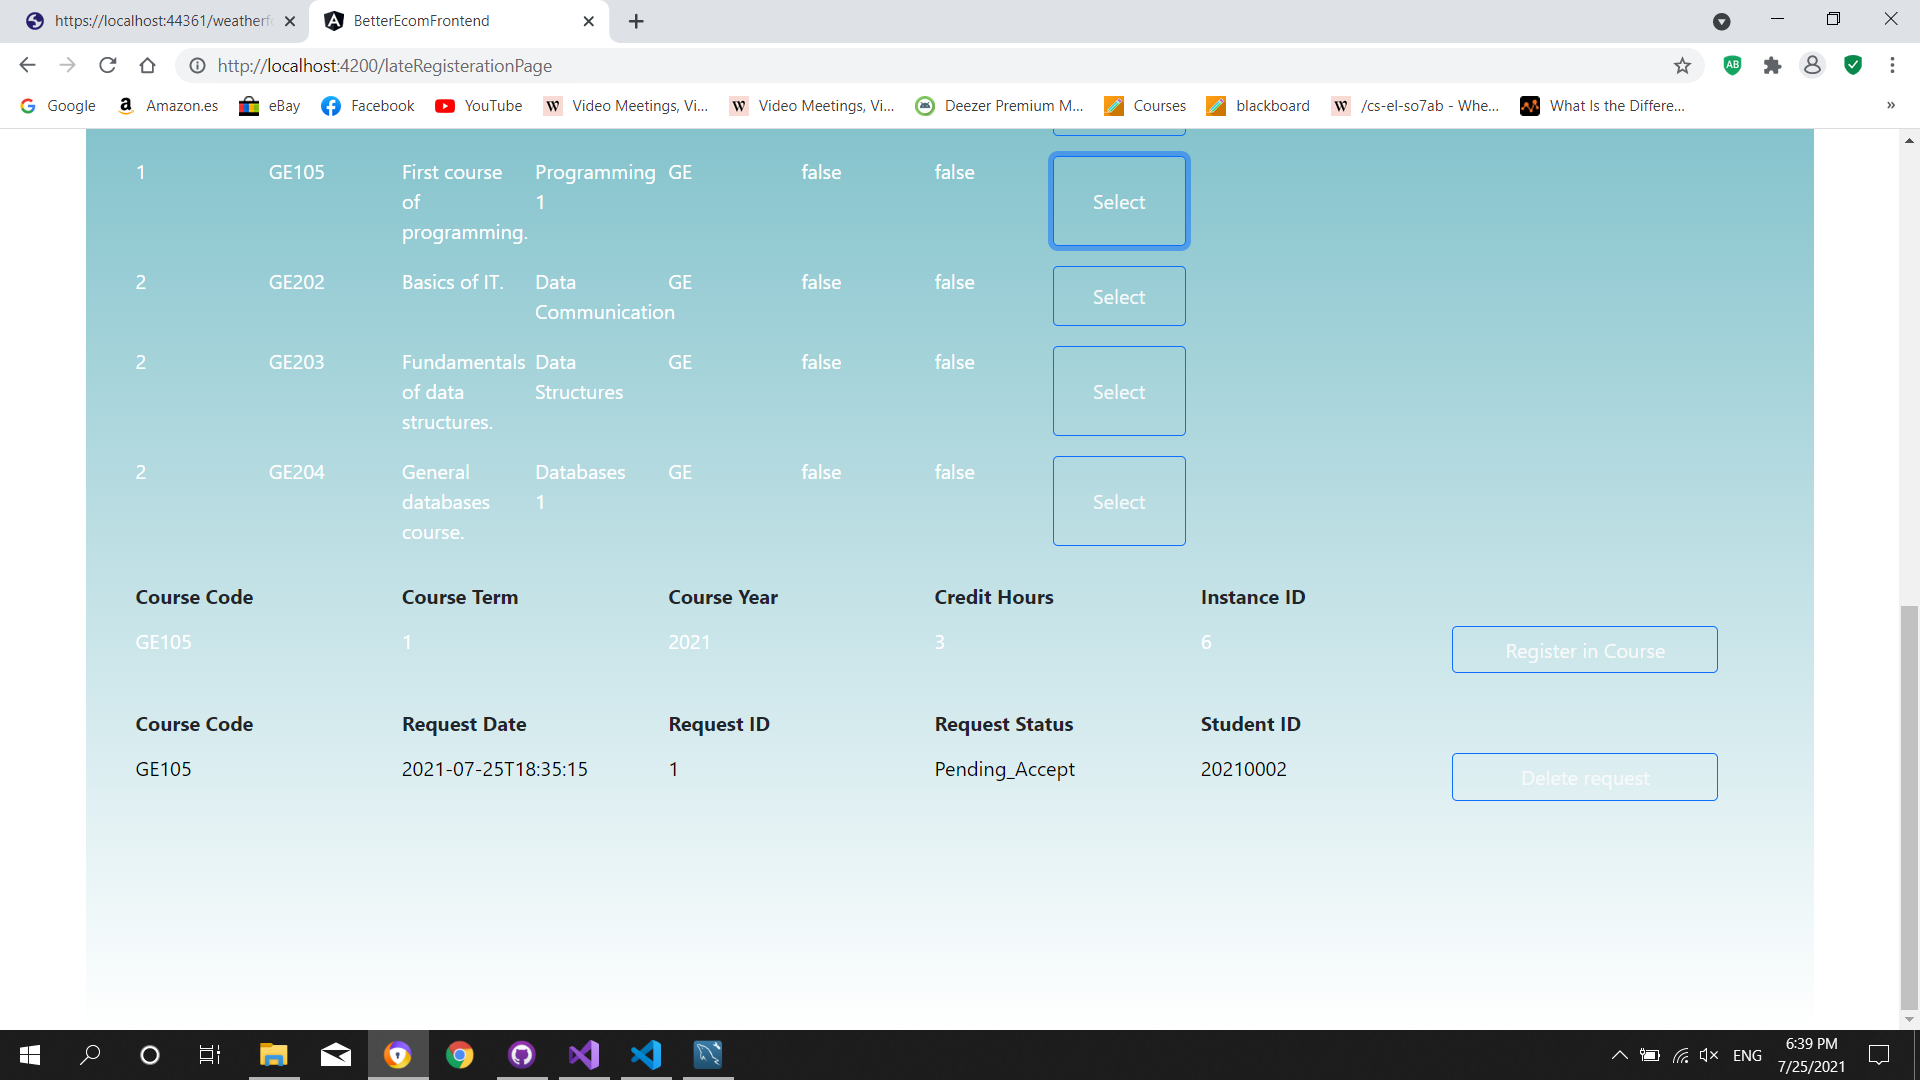 https://localhost:44361/weatherfo
BetterEcomFrontend
http://localhost:4200/lateRegisterationPage
AB
Google
Amazon.es
eBay
Facebook
YouTube
Video Meetings, Vi...
Video Meetings, Vi...
Deezer Premium M...
Courses
blackboard
/cs-el-so7ab - Whe...
What Is the Differe...
»
1 GE105 First course of programming. Programming 1 GE false false Select
2 GE202 Basics of IT. Data Communication GE false false Select
2 GE203 Fundamentals of data structures. Data Structures GE false false Select
2 GE204 General databases course. Databases 1 GE false false Select
Course Code Course Term Course Year Credit Hours Instance ID
GE105 1 2021 3 6 Register in Course
Course Code Request Date Request ID Request Status Student ID
GE105 2021-07-25T18:35:15 1 Pending_Accept 20210002 Delete request
ENG
6:39 PM
7/25/2021